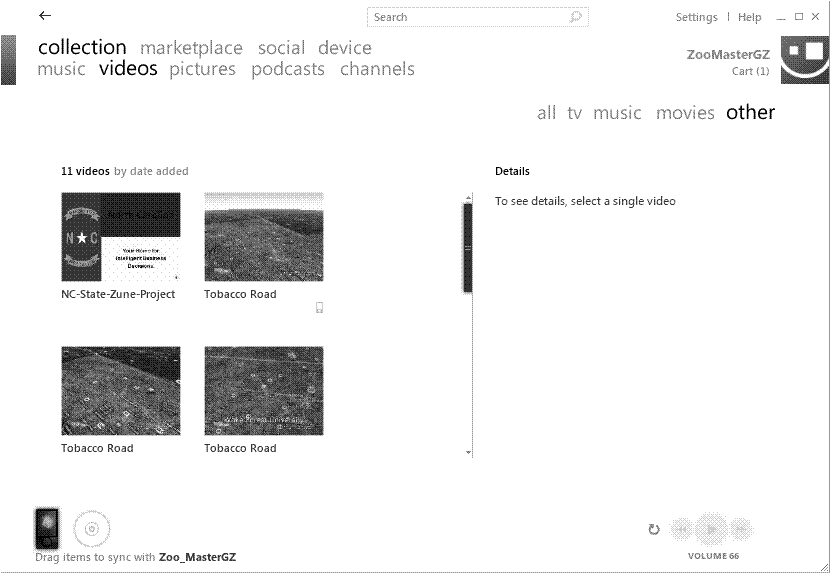 Search
Settings | Help
collection marketplace social device
music videos pictures podcasts channels
ZooMasterGZ
Cart (1)
all tv music movies other
11 videos by date added
Details
To see details, select a single video
N ★ C
Your Home for
Intelligent Business
Decisions.
NC-State-Zune-Project
Tobacco Road
Tobacco Road
Tobacco Road
Drag items to sync with Zoo_MasterGZ
VOLUME 66